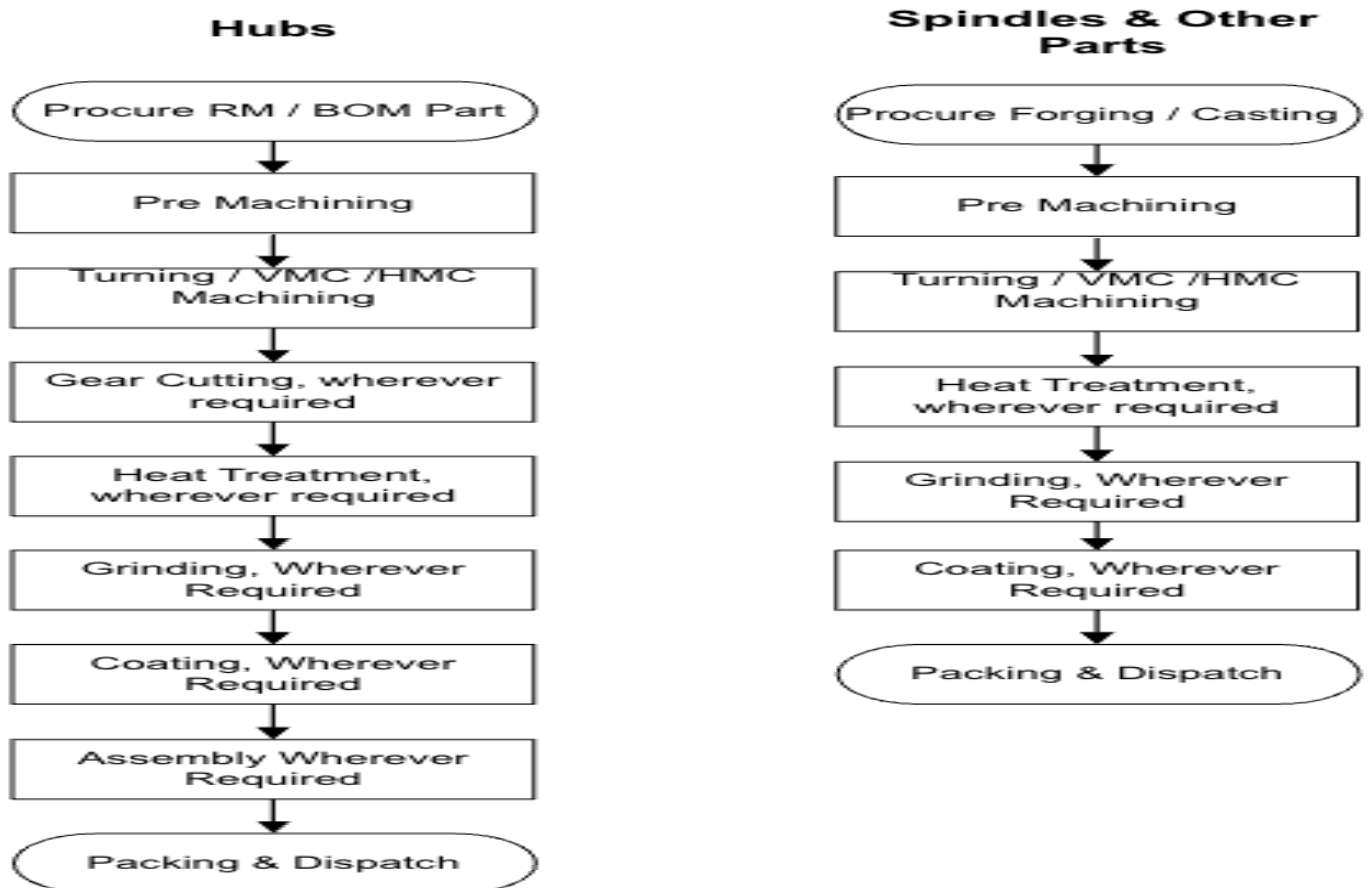 Hubs
Procure RM / BOM Part
Pre Machining
Turning / VMC /HMC
Machining
Gear Cutting, wherever
required
Heat Treatment,
wherever required
Grinding, Wherever
Required
Coating, Wherever
Required
Assembly Wherever
Required
Packing & Dispatch
Spindles & Other
Parts
Procure Forging / Casting
Pre Machining
Turning / VMC /HMC
Machining
Heat Treatment,
wherever required
Grinding, Wherever
Required
Coating, Wherever
Required
Packing & Dispatch